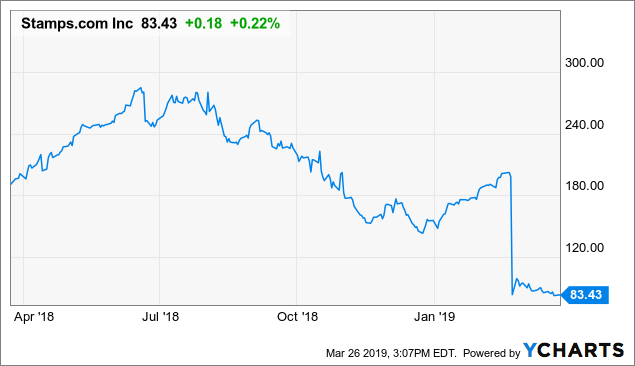 Stamps.com Inc 83.43 +0.18 +0.22%
300.00
240.00
180.00
120.00
83.43
Apr '18 Jul '18 Oct '18 Jan '19
Mar 26 2019, 3:07PM EDT. Powered by YCHARTS